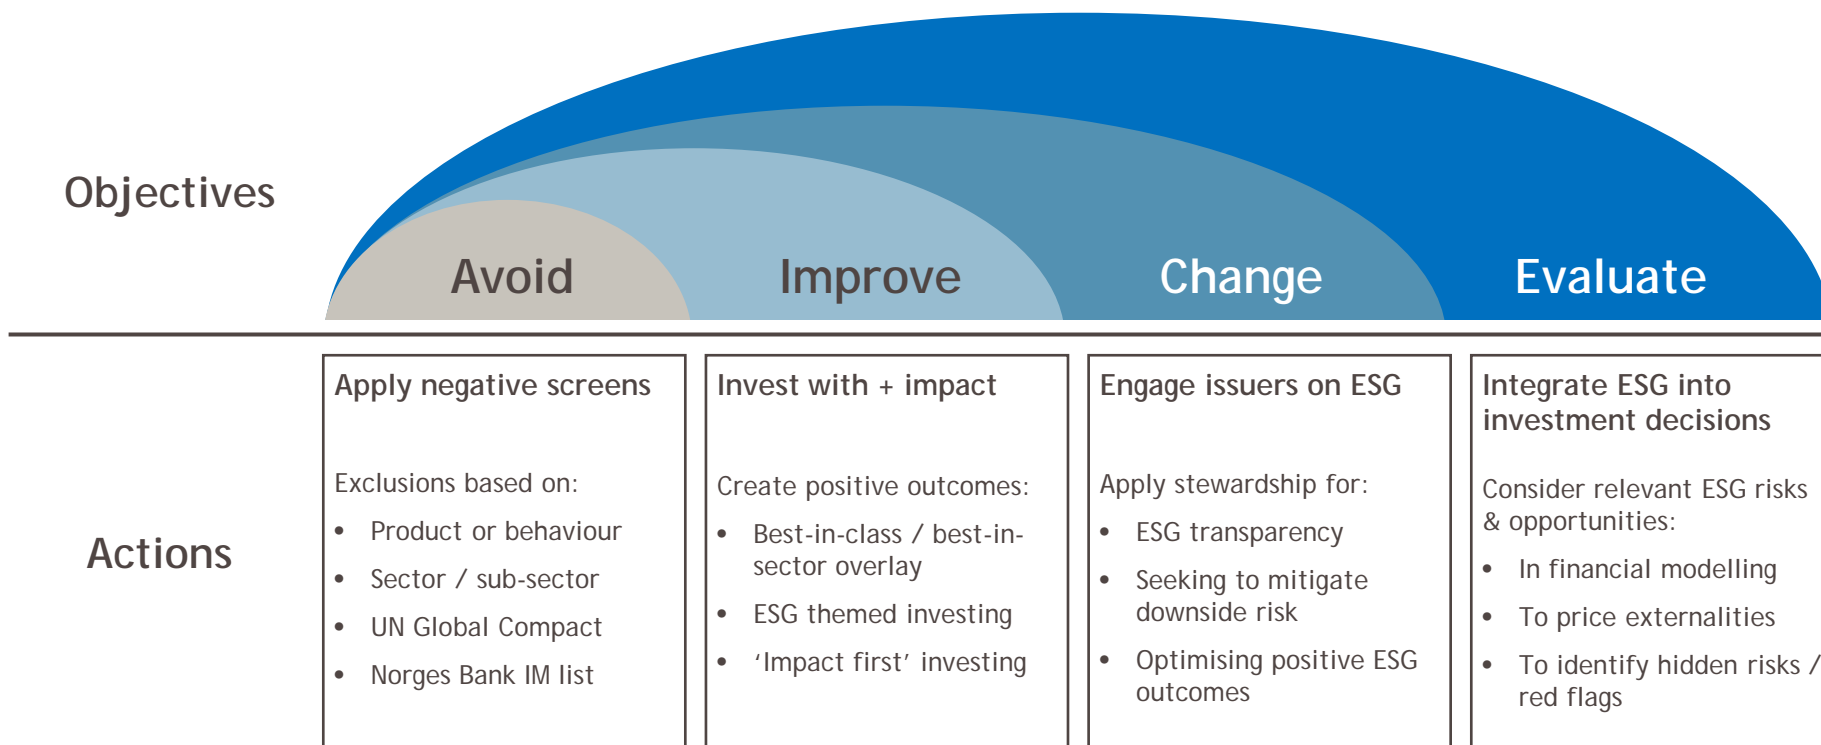 Objectives
Avoid
Improve
Change
Evaluate
Actions
Apply negative screens
Exclusions based on:
• Product or behaviour
• Sector / sub-sector
• UN Global Compact
• Norges Bank IM list
Invest with + impact
Create positive outcomes:
• Best-in-class / best-in-
sector overlay
• ESG themed investing
• ‘Impact first’ investing
Engage issuers on ESG
Apply stewardship for:
• ESG transparency
• Seeking to mitigate
downside risk
• Optimising positive ESG
outcomes
Integrate ESG into
investment decisions
Consider relevant ESG risks
& opportunities:
• In financial modelling
• To price externalities
• To identify hidden risks /
red flags